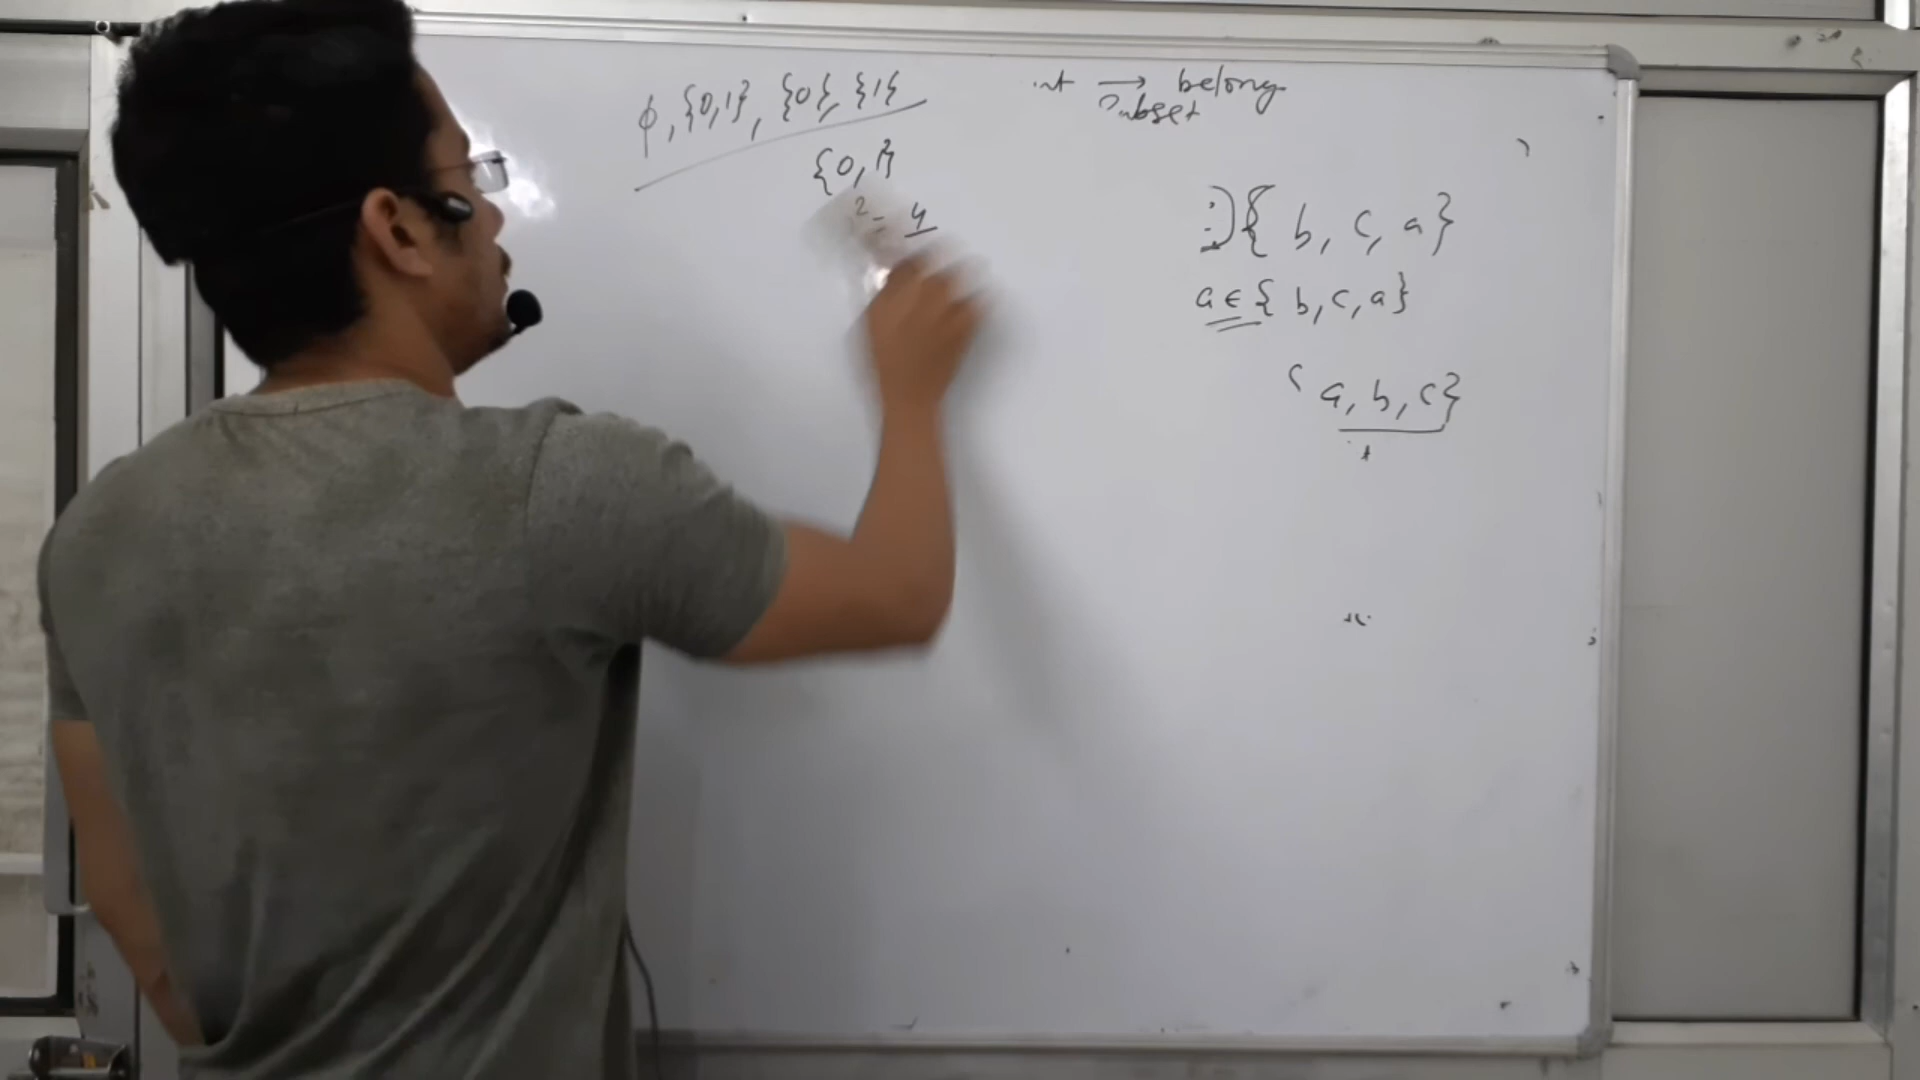 ϕ, {0,1}, {0}, {1}
{0,1}
2 = 4
→ belong
subset
{ b, c, a}
a ∈ { b, c, a}
a, b, c}